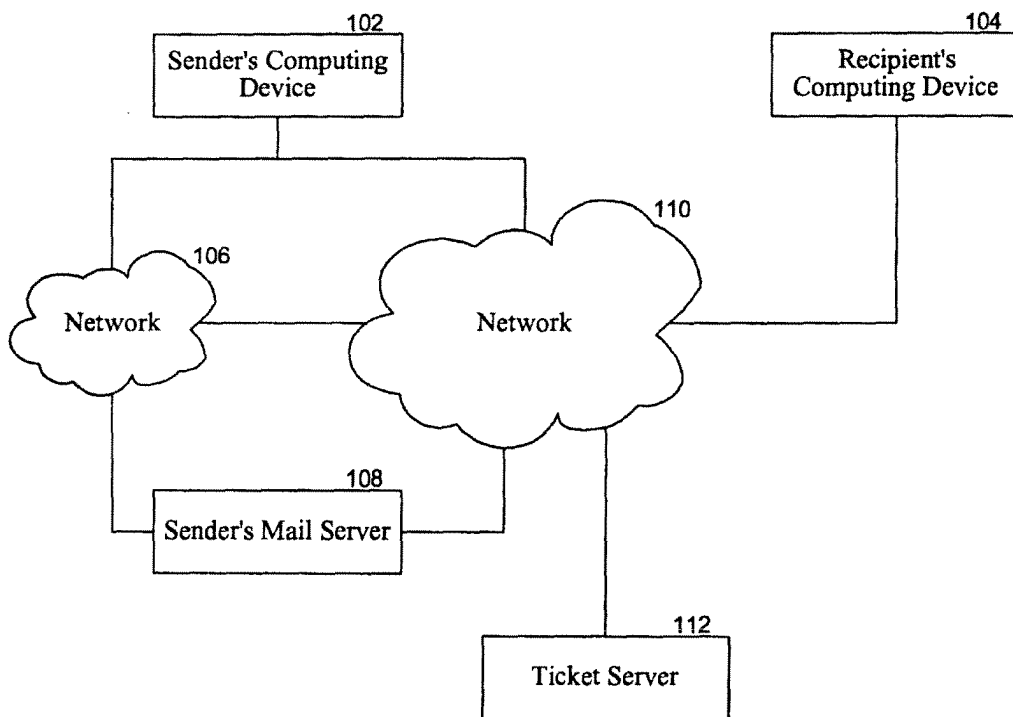 102
Sender's Computing
Device
104
Recipient's
Computing Device
110
106
Network
Network
108
Sender's Mail Server
112
Ticket Server